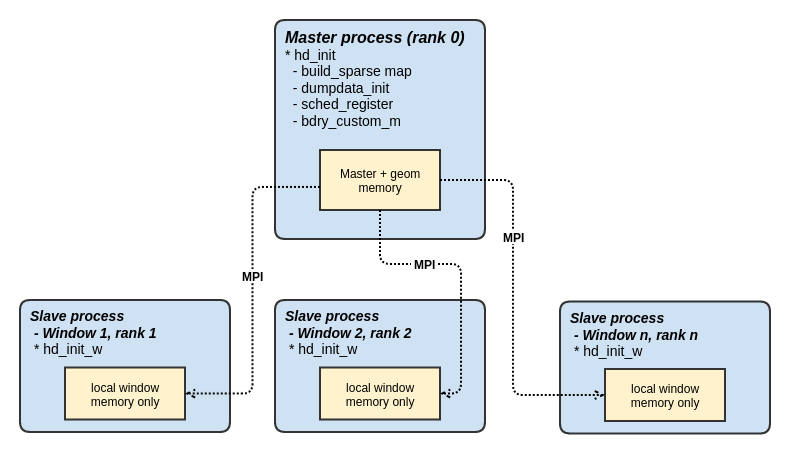 Master process (rank 0)
* hd_init
- build_sparse map
- dumpdata_init
- sched_register
- bdry_custom_m
Master + geom
memory
MPI
MPI
MPI
Slave process
- Window 1, rank 1
* hd_init_w
local window
memory only
Slave process
- Window 2, rank 2
* hd_init_w
local window
memory only
Slave process
- Window n, rank n
* hd_init_w
local window
memory only